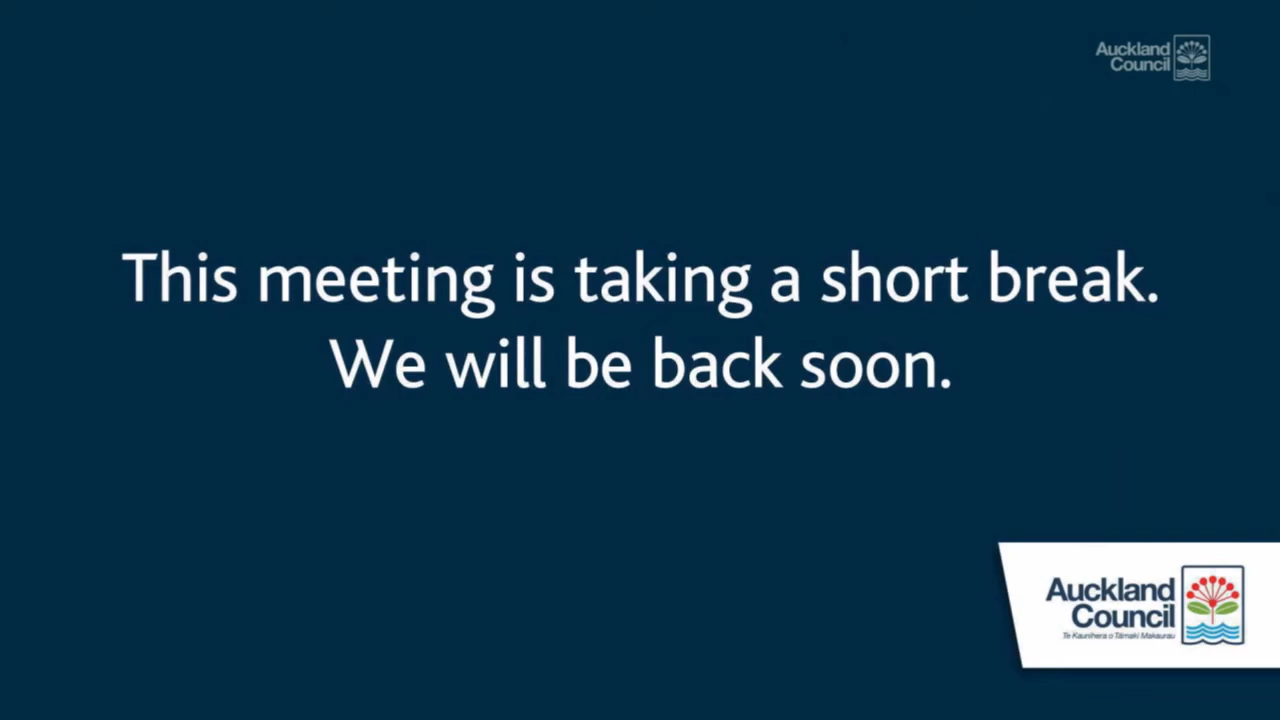 Auckland
Council
This meeting is taking a short break.
We will be back soon.
Auckland
Council
Te Kaunihera o Tāmaki Makaurau